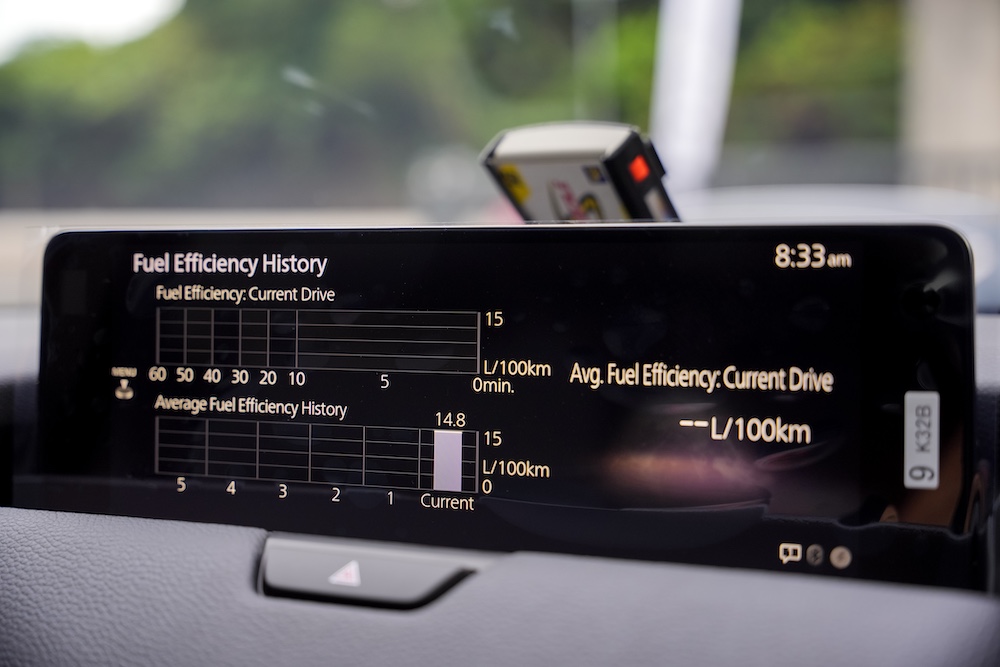 Fuel Efficiency History
8:33am
Fuel Efficiency: Current Drive
15
L/100km
60 50 40 30 20 10 5 0min.
MENU
Avg. Fuel Efficiency: Current Drive
--L/100km
Average Fuel Efficiency History
14.8
15
L/100km
0
5 4 3 2 1 Current
9 K32B